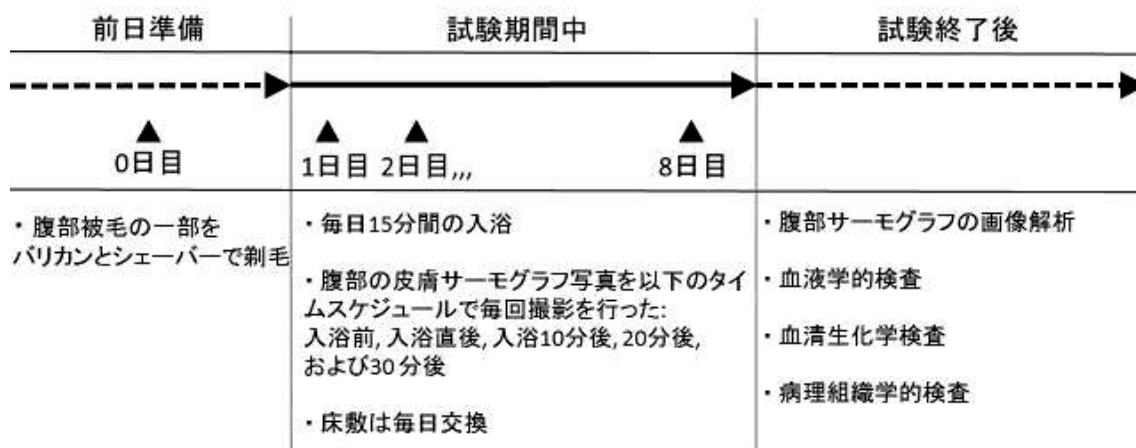 前日準備
試験期間中
試験終了後
0日目
1日目 2日目,,,
8日目
・腹部被毛の一部を
バリカンとシェーバーで剃毛
・毎日15分間の入浴
・腹部の皮膚サーモグラフ写真を以下のタイ
ムスケジュールで毎回撮影を行った:
入浴前, 入浴直後, 入浴10分後, 20分後,
および30 分後
・床敷は毎日交換
・腹部サーモグラフの画像解析
・血液学的検査
・血清生化学検査
・病理組織学的検査